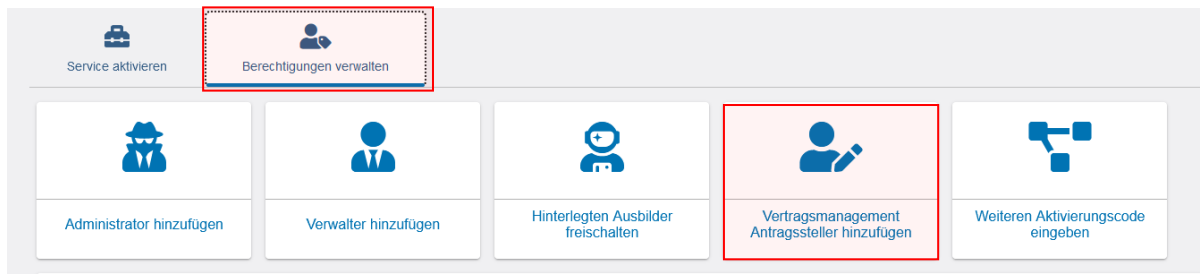 Service aktivieren
Berechtigungen verwalten
Administrator hinzufügen
Verwalter hinzufügen
Hinterlegten Ausbilder
freischalten
Vertragsmanagement
Antragssteller hinzufügen
Weiteren Aktivierungscode
eingeben